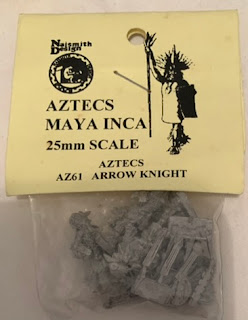 Naismith
Design
AZTECS
MAYA INCA
25mm SCALE
AZTECS
AZ61 ARROW KNIGHT